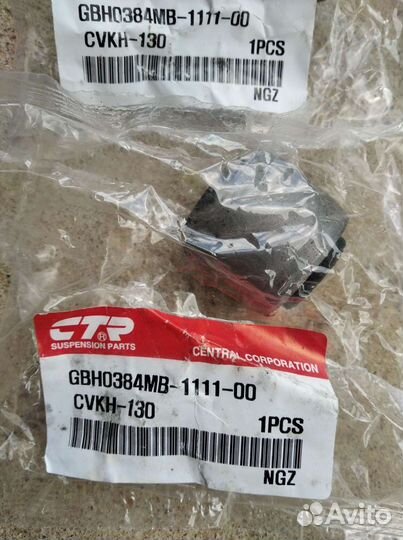 GBH0384MB-1111-00
CVKH-130 1PCS
NGZ
CTR
SUSPENSION PARTS
CENTRAL CORPORATION
GBH0384MB-1111-00
CVKH-130
1PCS
NGZ
Avito